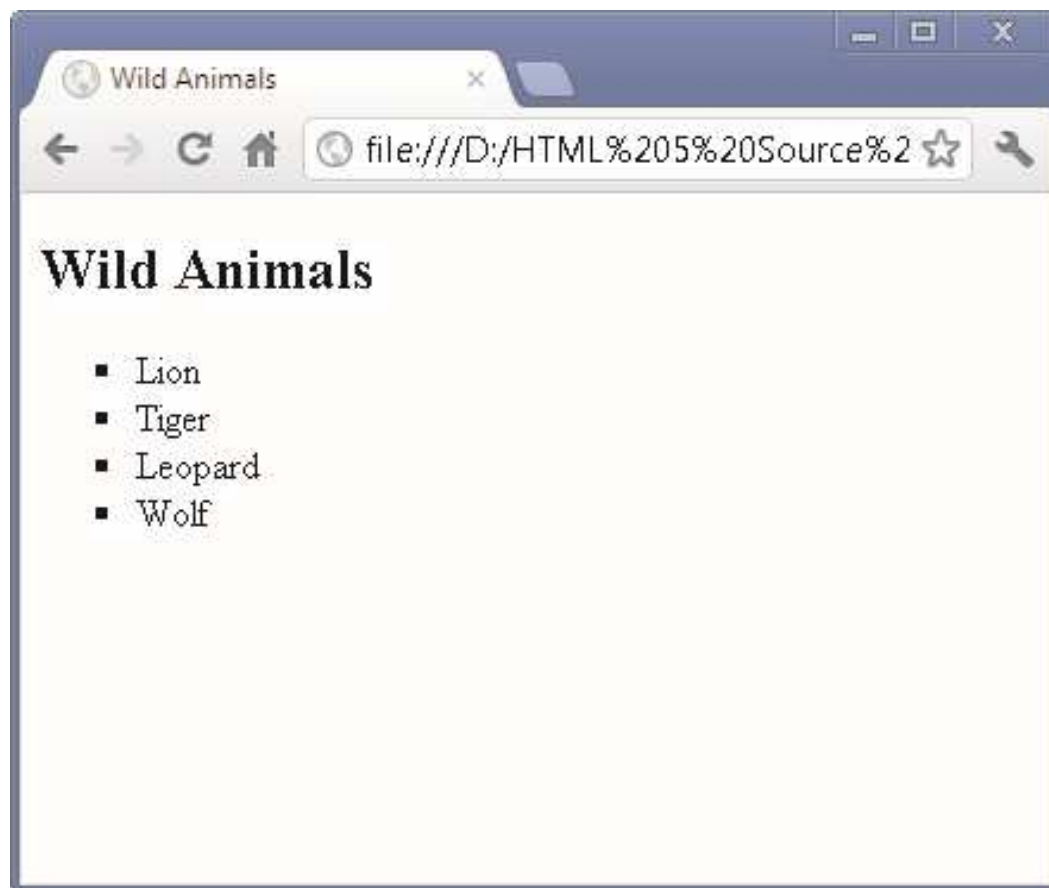 Wild Animals
file:///D:/HTML%205%20Source%2
Wild Animals
Lion
Tiger
Leopard
Wolf